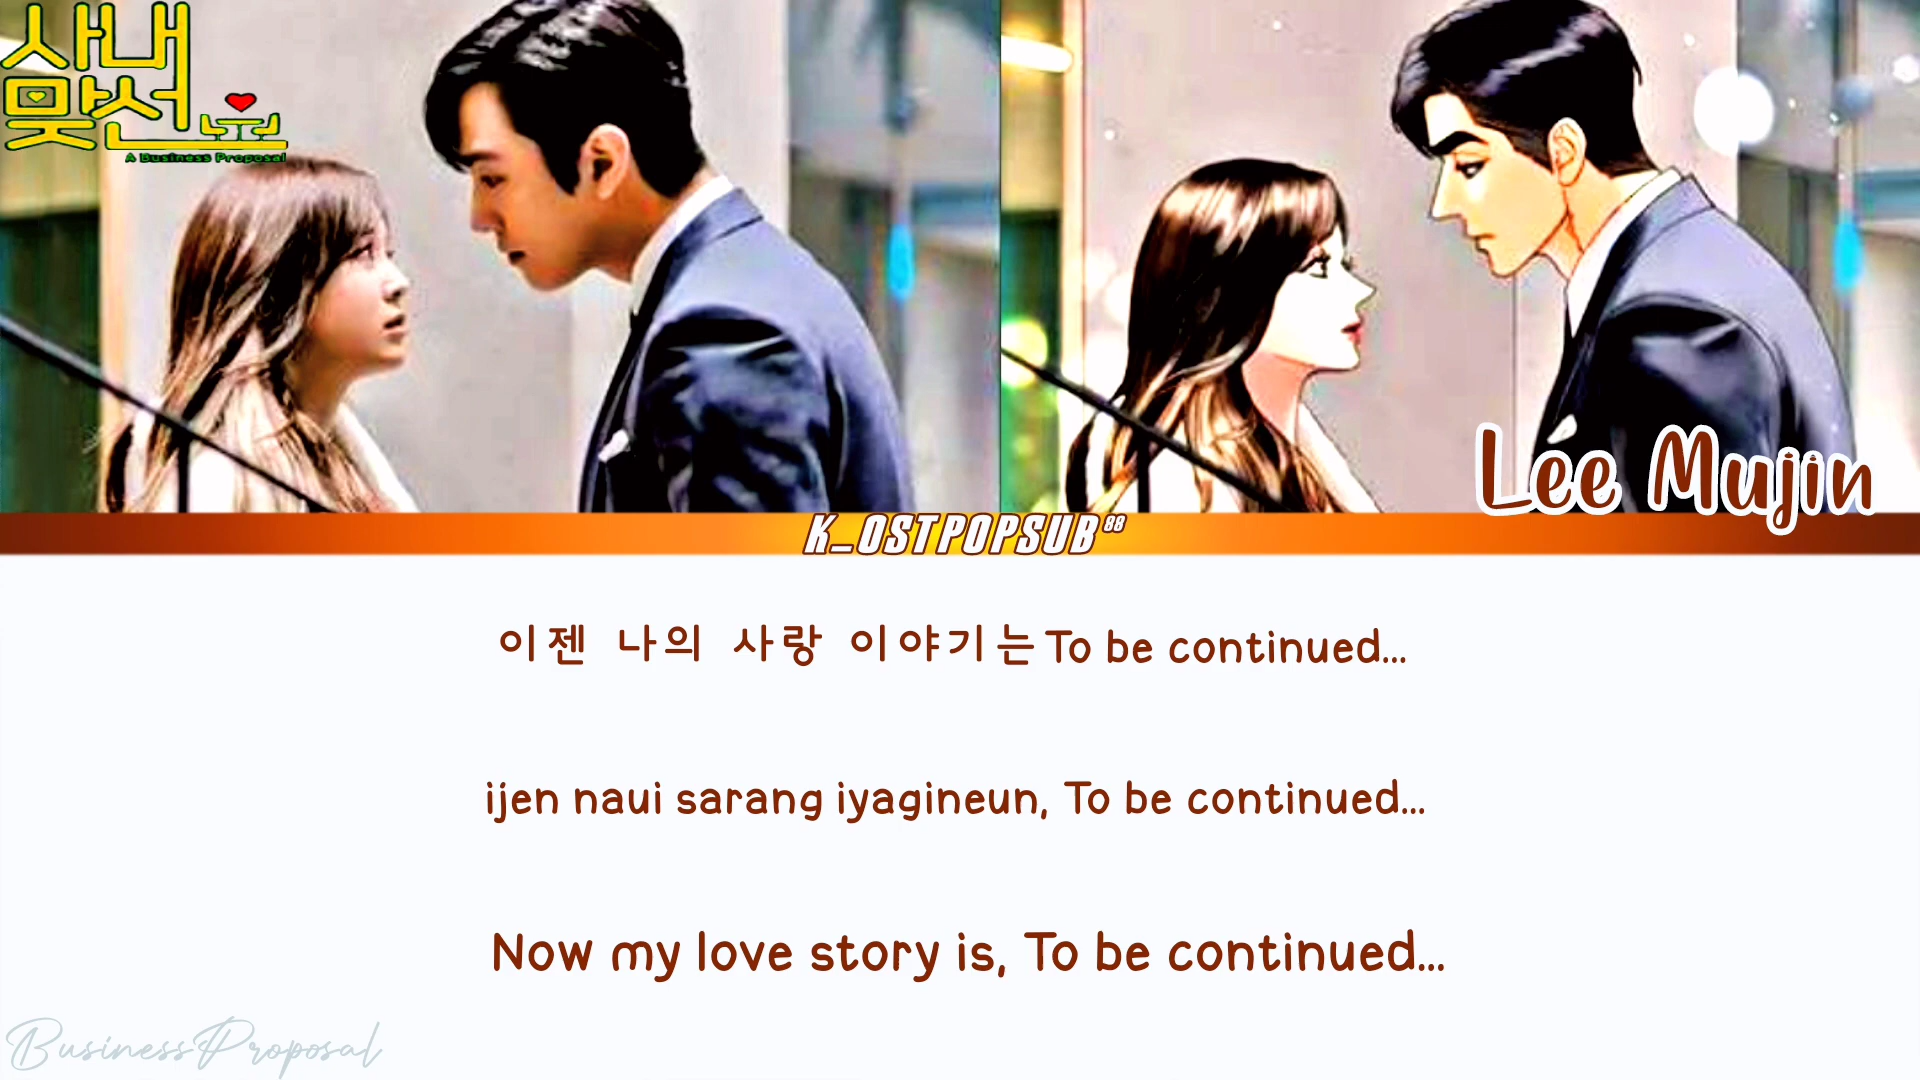 사내
맞선
A Business Proposal
Lee Mujin
K_OSTPOPSUB88
이젠 나의 사랑 이야기는 To be continued...
ijen naui sarang iyagineun, To be continued...
Now my love story is, To be continued...
Business Proposal